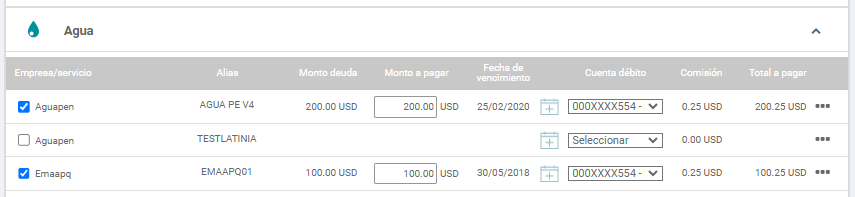 Agua
Empresa/servicio Alias Monto deuda Monto a pagar Fecha de vencimiento Cuenta débito Comisión Total a pagar
Aguapen AGUA PE V4 200.00 USD 200.00 USD 25/02/2020 000XXXX554 - 0.25 USD 200.25 USD
Aguapen TESTLATINIA Seleccionar 0.00 USD
Emaapq EMAAPQ01 100.00 USD 100.00 USD 30/05/2018 000XXXX554 - 0.25 USD 100.25 USD